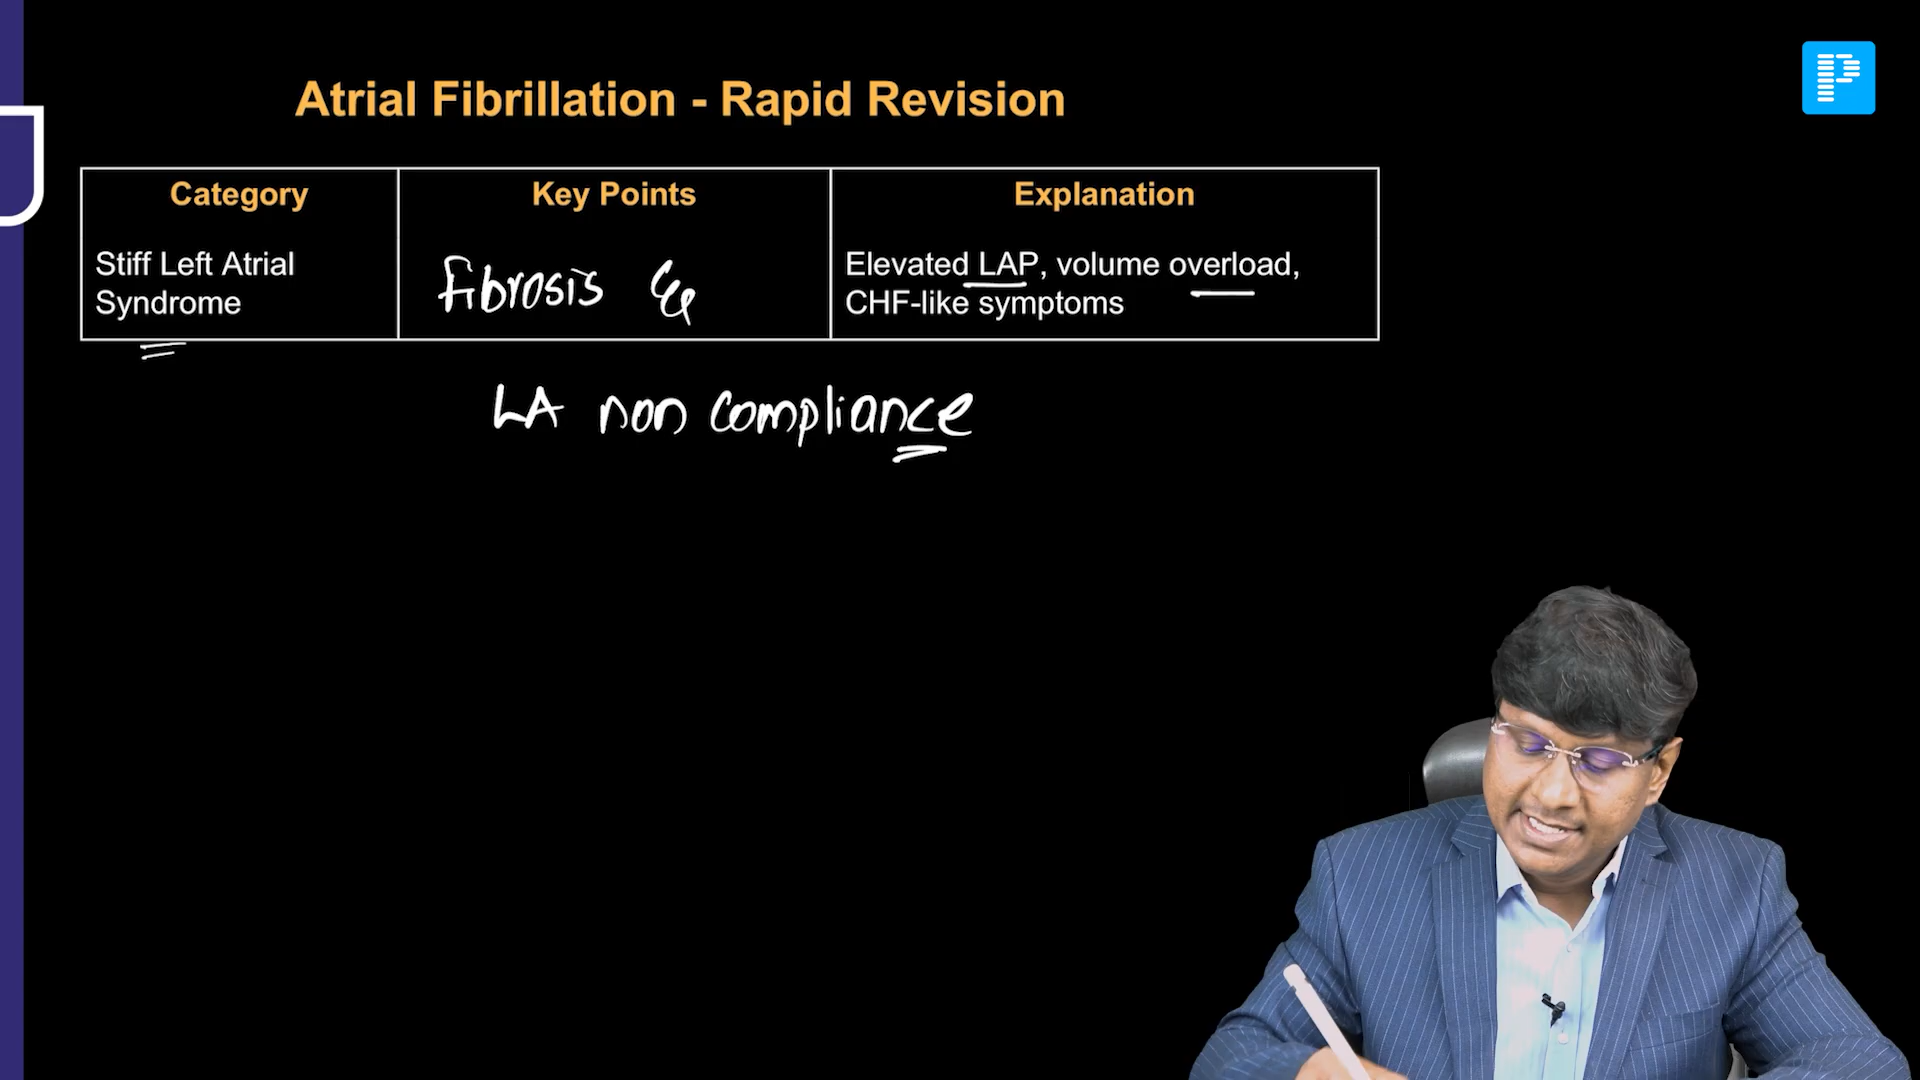 Atrial Fibrillation - Rapid Revision
Category
Key Points
Explanation
Stiff Left Atrial
Syndrome
Fibrosis &
Elevated LAP, volume overload,
CHF-like symptoms
LA non compliance